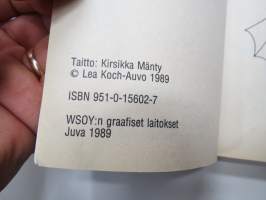 Taitto: Kirsikka Mänty
© Lea Koch-Auvo 1989
ISBN 951-0-15602-7
WSOY:n graafiset laitokset
Juva 1989